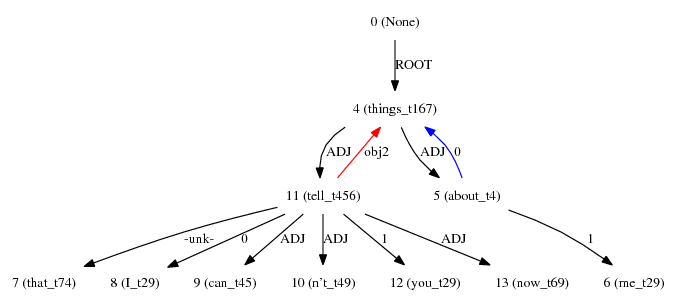 0 (None)
ROOT
4 (things_t167)
ADJ obj2 ADJ 0
11 (tell_t456) 5 (about_t4)
-unk- 0 ADJ ADJ 1 ADJ 1
7 (that_t74) 8 (I_t29) 9 (can_t45) 10 (n't_t49) 12 (you_t29) 13 (now_t69) 6 (me_t29)